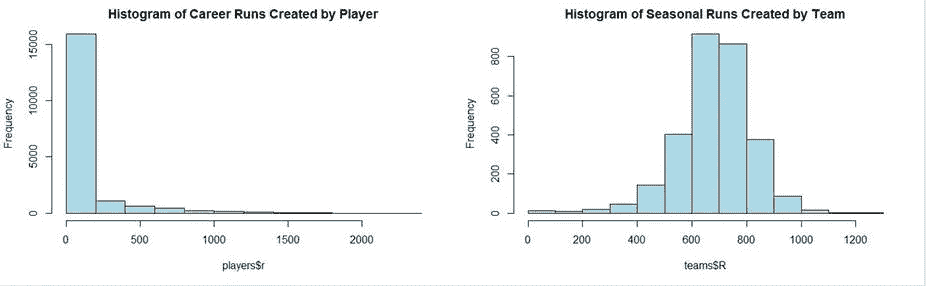 Histogram of Career Runs Created by Player
Frequency
15000
10000
5000
0
0 500 1000 1500 2000
players$r
Histogram of Seasonal Runs Created by Team
Frequency
800
600
400
200
0
0 200 400 600 800 1000 1200
teams$R